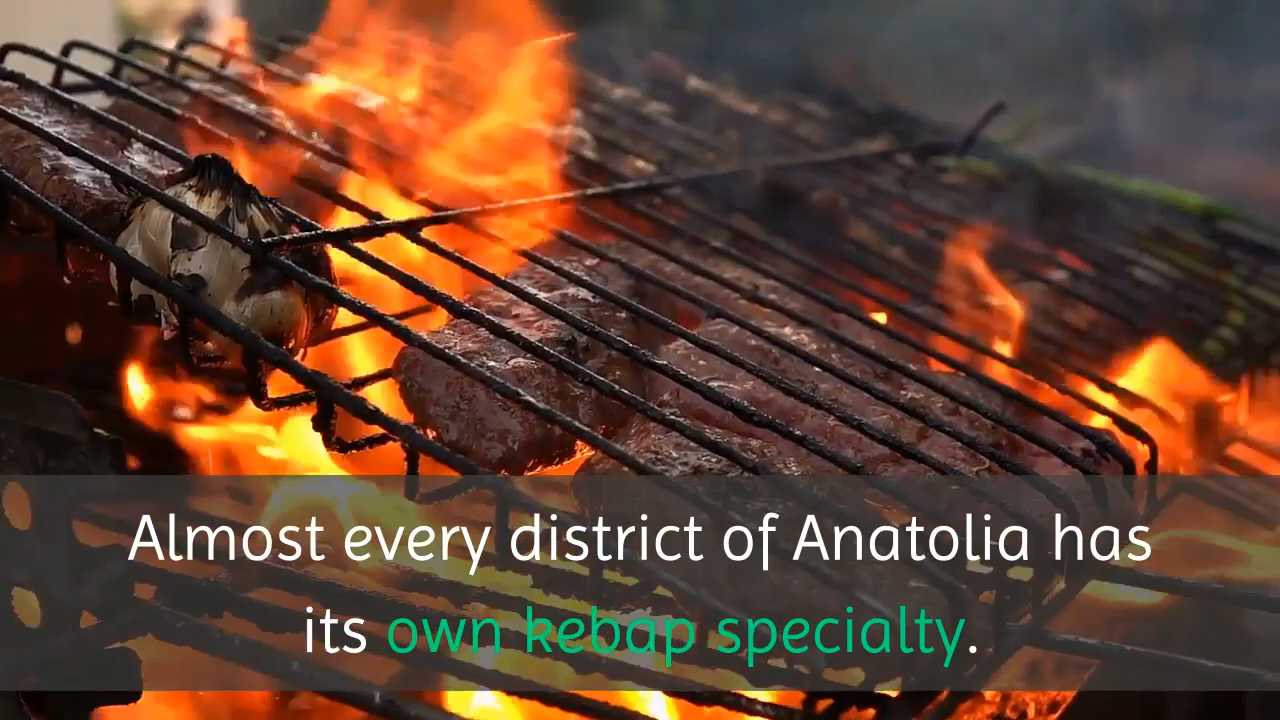 Almost every district of Anatolia has
its own kebap specialty.